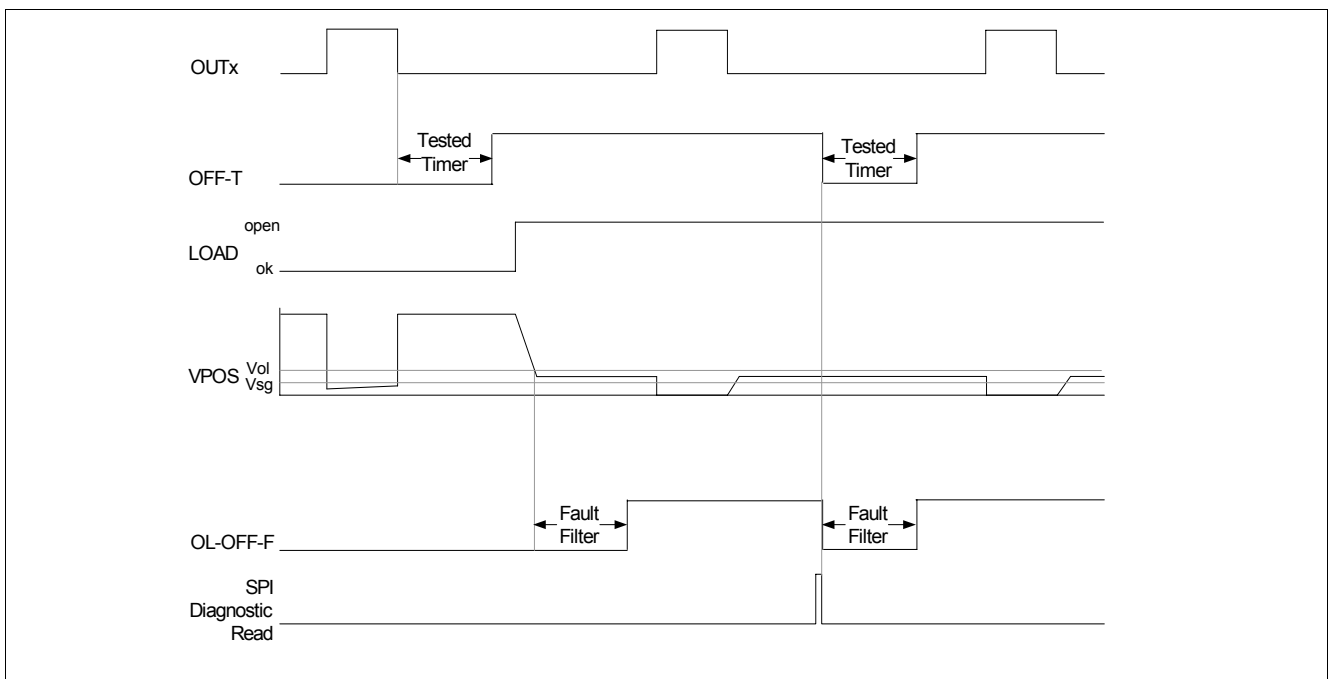 OUTx
Tested
Timer
Tested
Timer
OFF-T
open
LOAD
ok
VPOS
Vol
Vsg
Fault
Filter
Fault
Filter
OL-OFF-F
SPI
Diagnostic
Read